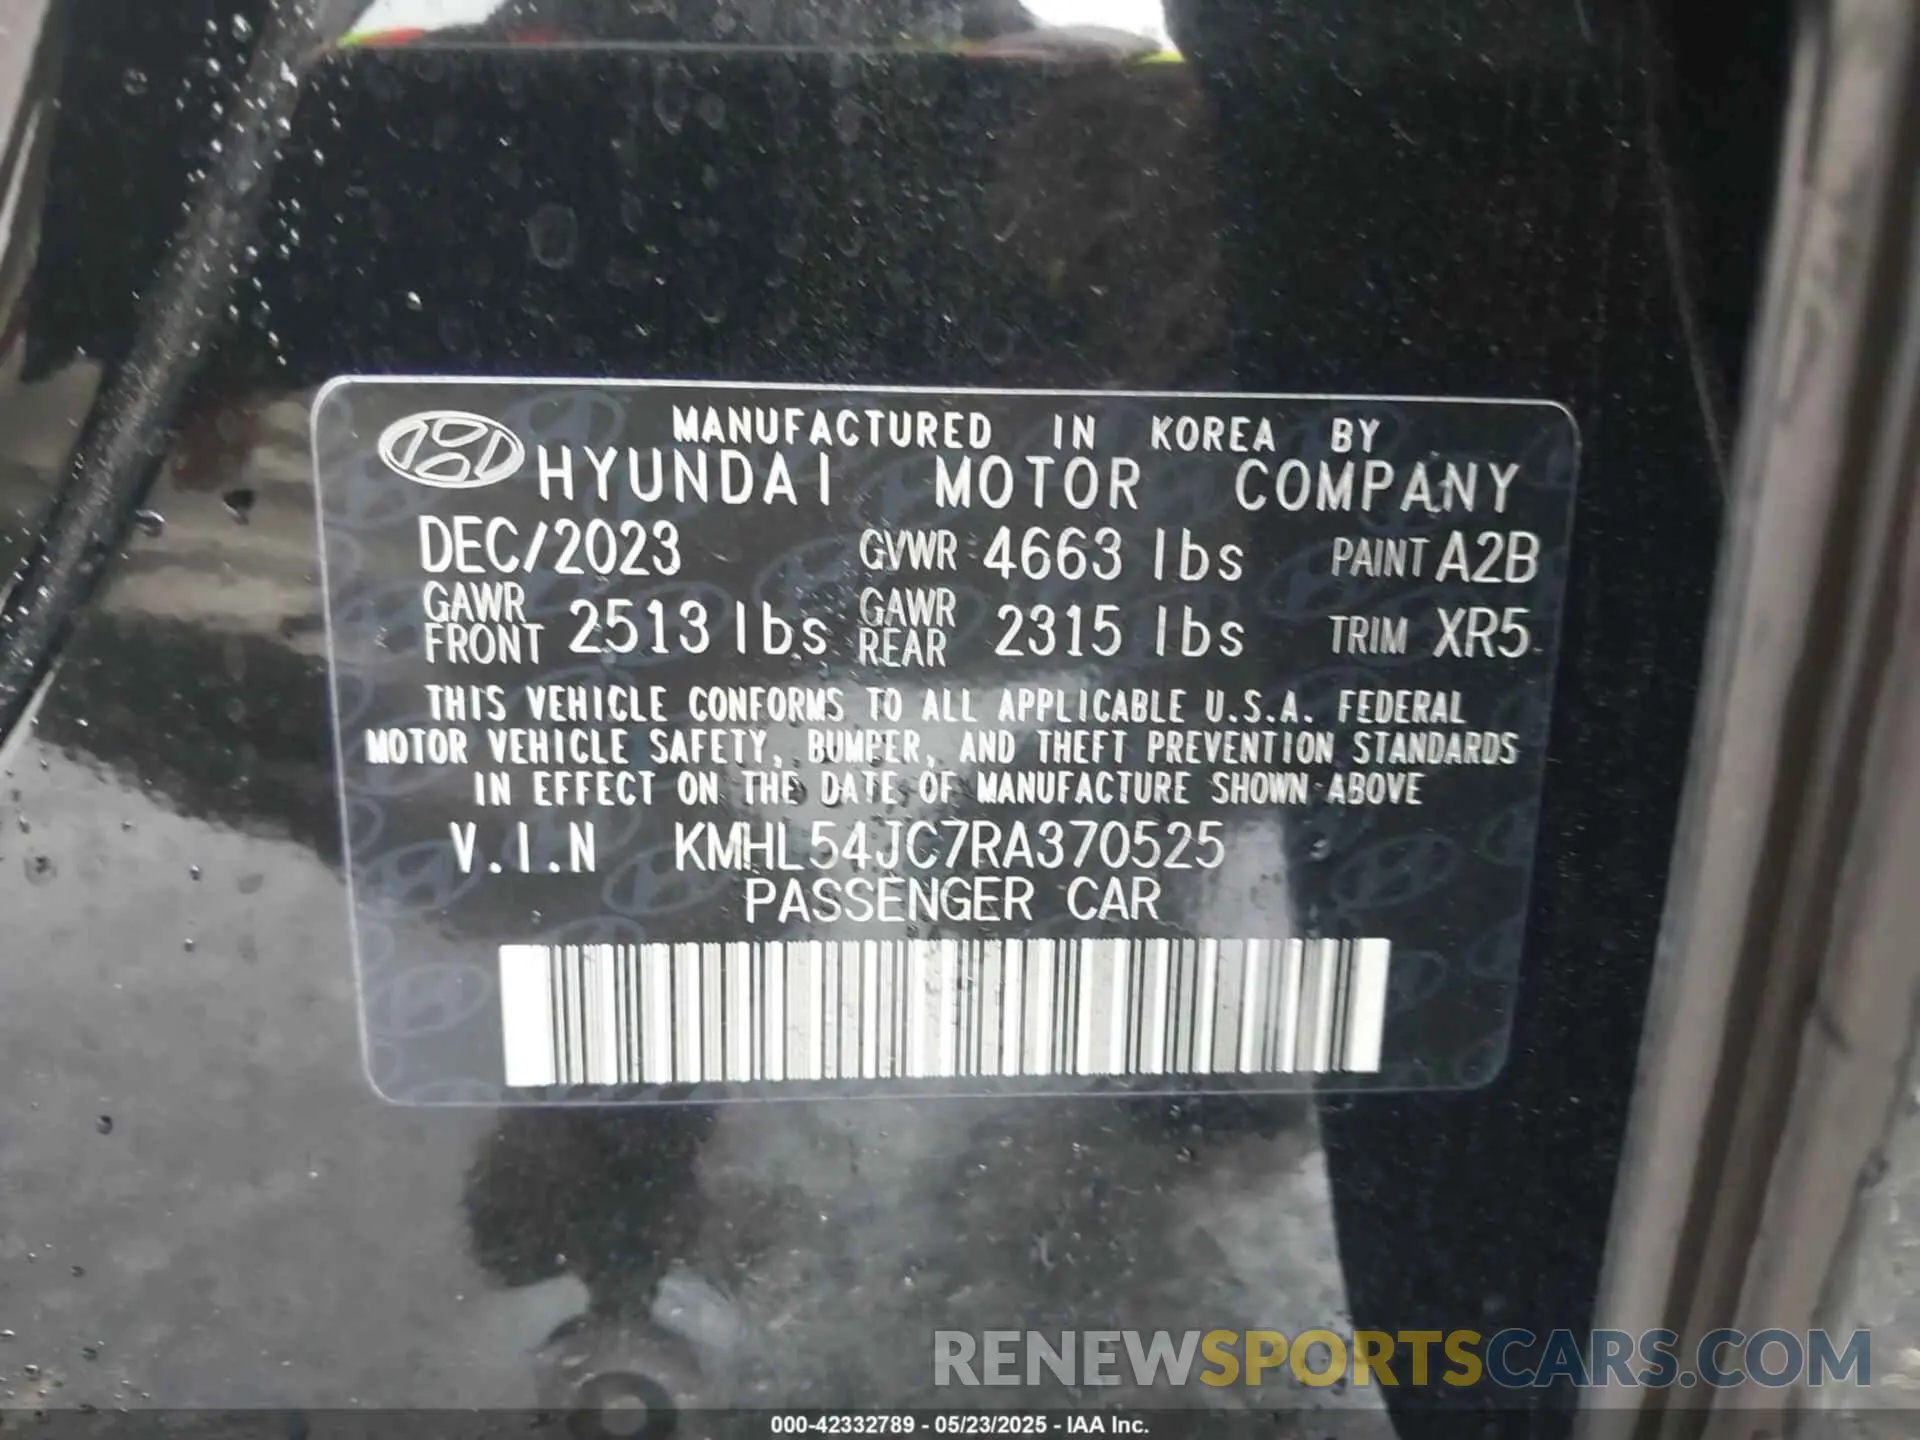 MANUFACTURED IN KOREA BY
HYUNDAI MOTOR COMPANY
DEC/2023 GVWR 4663 lbs PAINT A2B
GAWR FRONT 2513 lbs GAWR REAR 2315 lbs TRIM XR5
THIS VEHICLE CONFORMS TO ALL APPLICABLE U.S.A. FEDERAL
MOTOR VEHICLE SAFETY, BUMPER, AND THEFT PREVENTION STANDARDS
IN EFFECT ON THE DATE OF MANUFACTURE SHOWN ABOVE
V.I.N KMHL54JC7RA370525
PASSENGER CAR
RENEWSPORTSCARS.COM
000-42332789 - 05/23/2025 - IAA Inc.